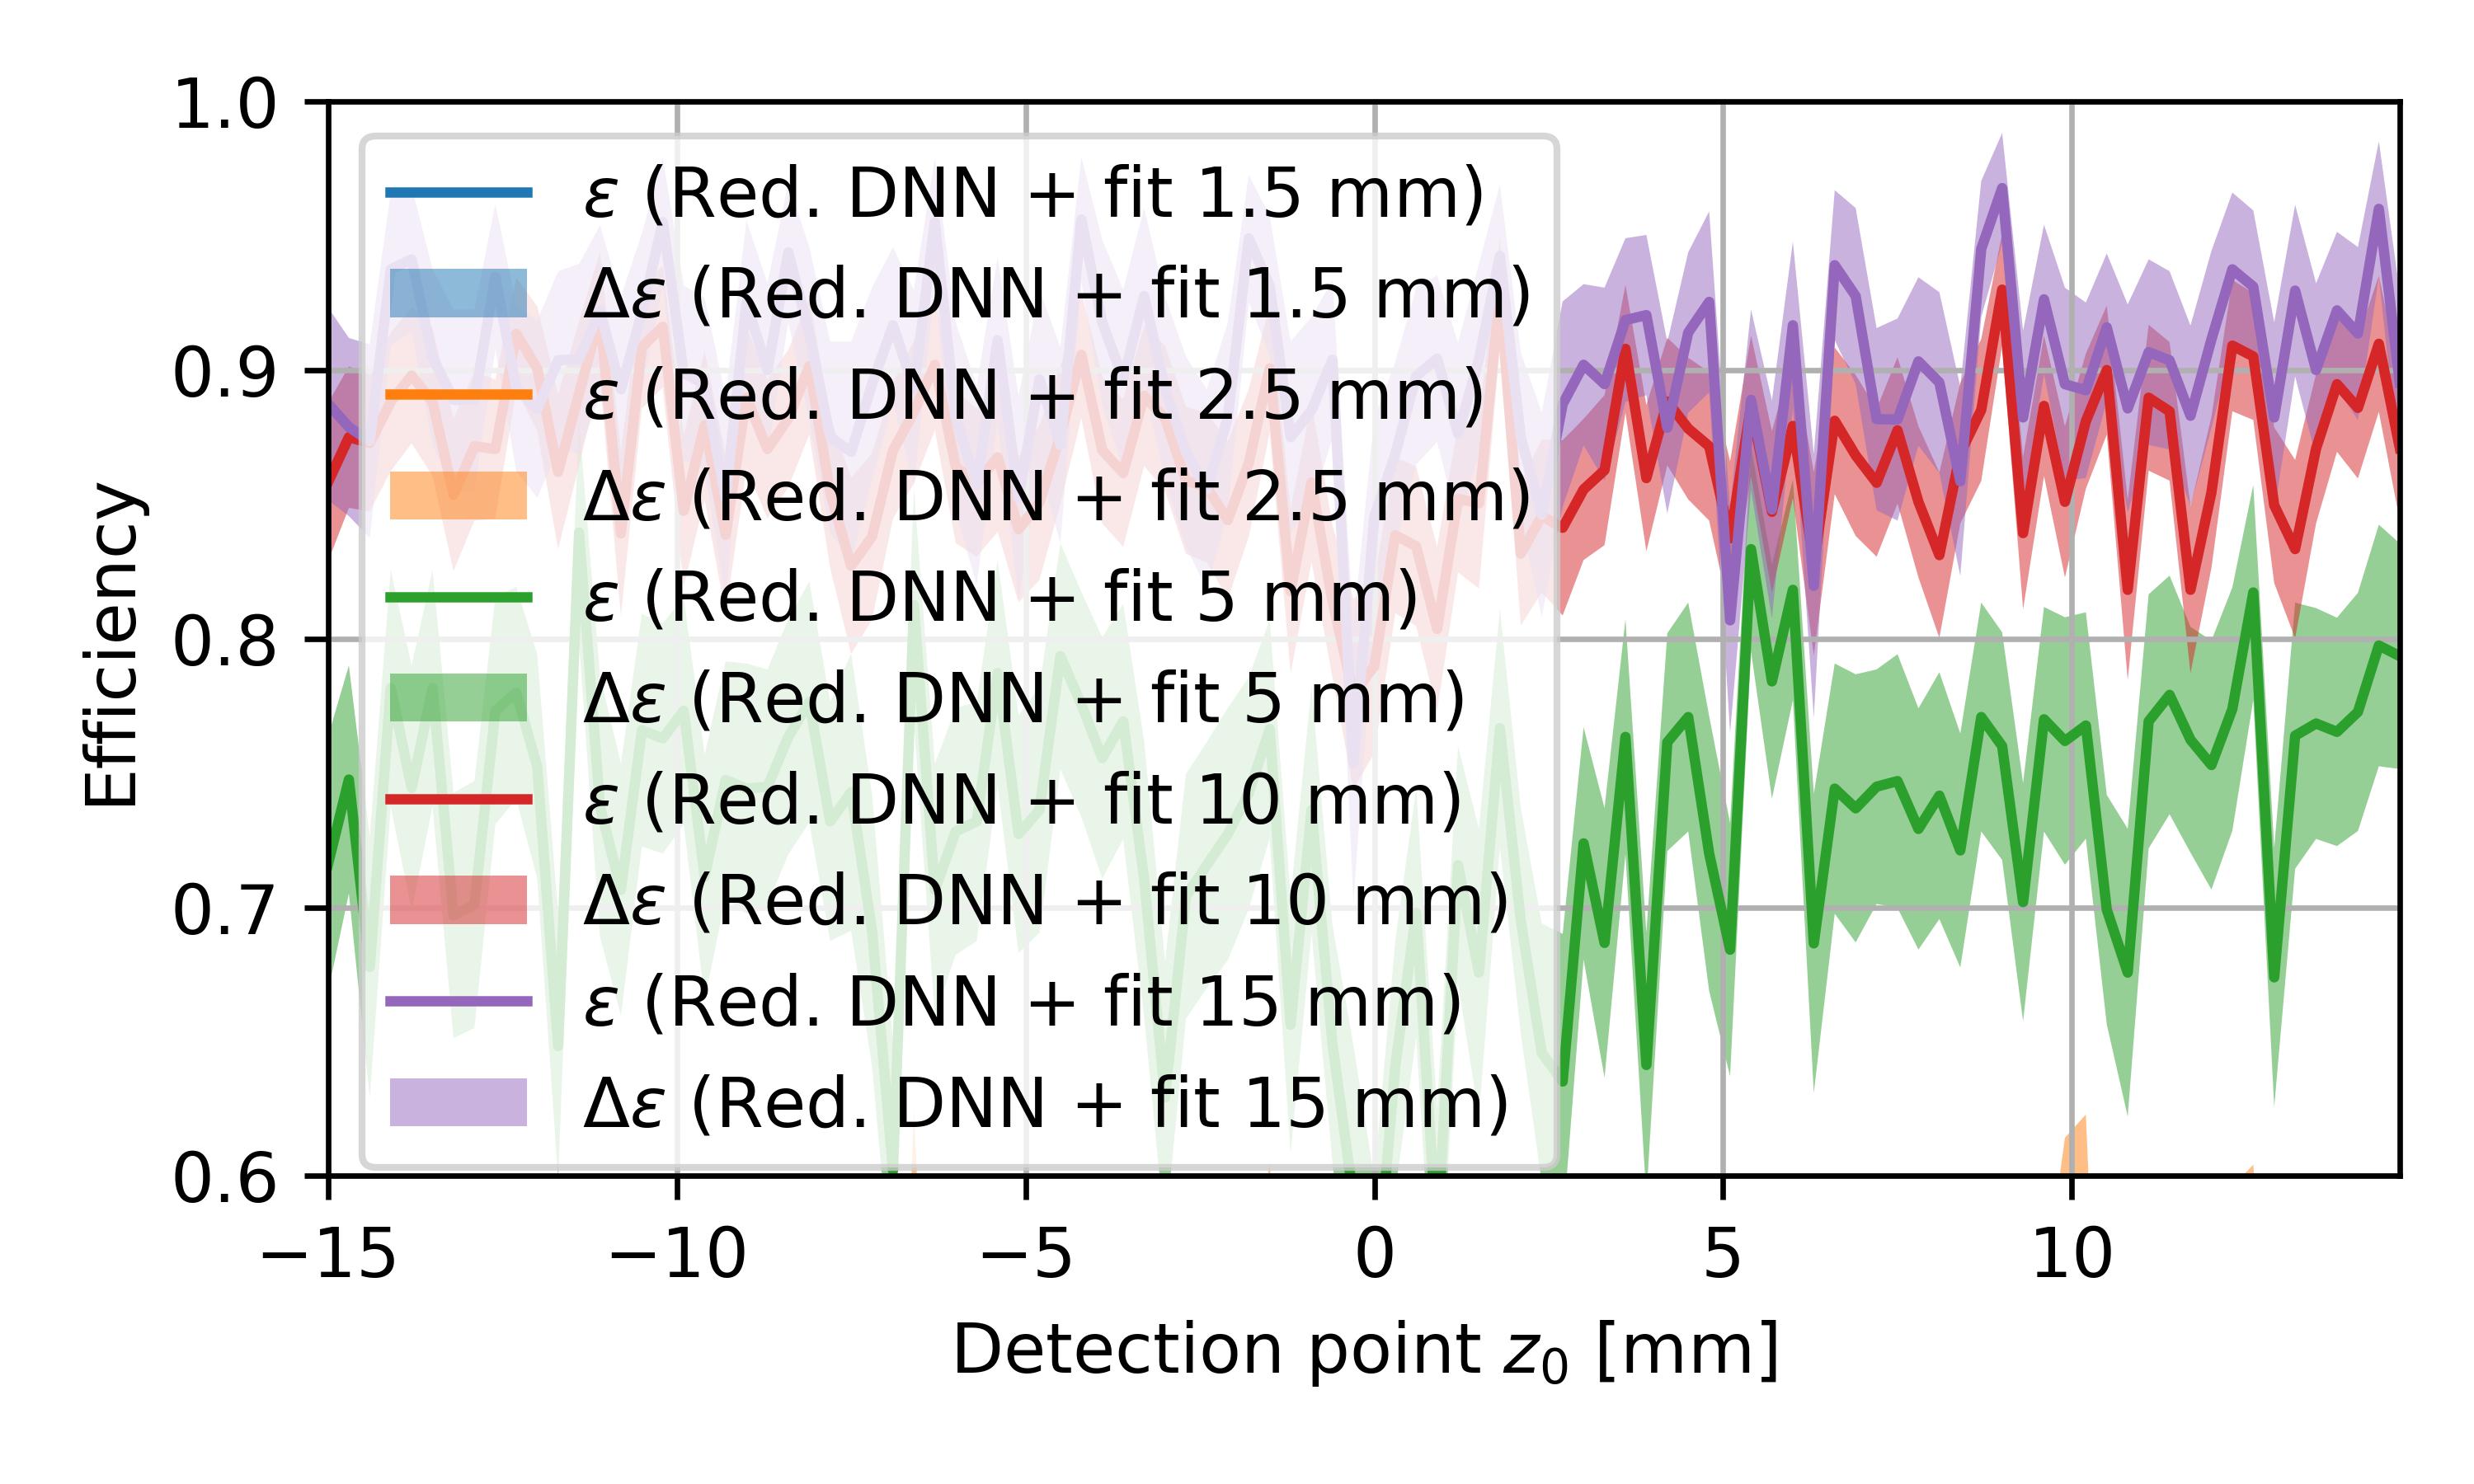 1.0
0.9
0.8
0.7
0.6
Efficiency
ε (Red. DNN + fit 1.5 mm)
Δε (Red. DNN + fit 1.5 mm)
ε (Red. DNN + fit 2.5 mm)
Δε (Red. DNN + fit 2.5 mm)
ε (Red. DNN + fit 5 mm)
Δε (Red. DNN + fit 5 mm)
ε (Red. DNN + fit 10 mm)
Δε (Red. DNN + fit 10 mm)
ε (Red. DNN + fit 15 mm)
Δε (Red. DNN + fit 15 mm)
−15 −10 −5 0 5 10
Detection point z₀ [mm]